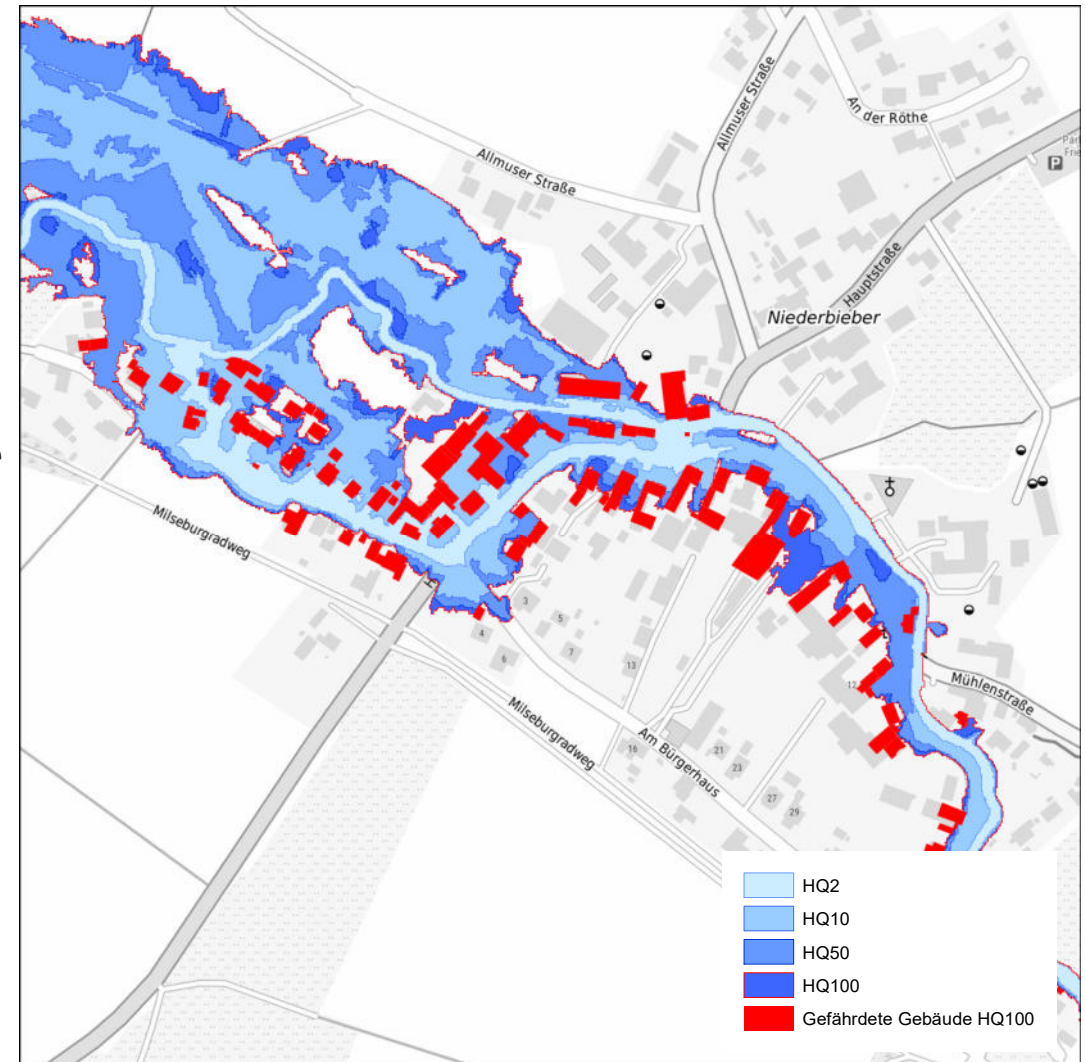 Allmuser Straße
An der Röthe
Allmuser Straße
P
Hauptstraße
Niederbieber
Milseburgradweg
3
5
4
7
6
13
12
Mühlenstraße
Milseburgradweg
Am Bürgerhaus
16
21
23
27
29
HQ2
HQ10
HQ50
HQ100
Gefährdete Gebäude HQ100